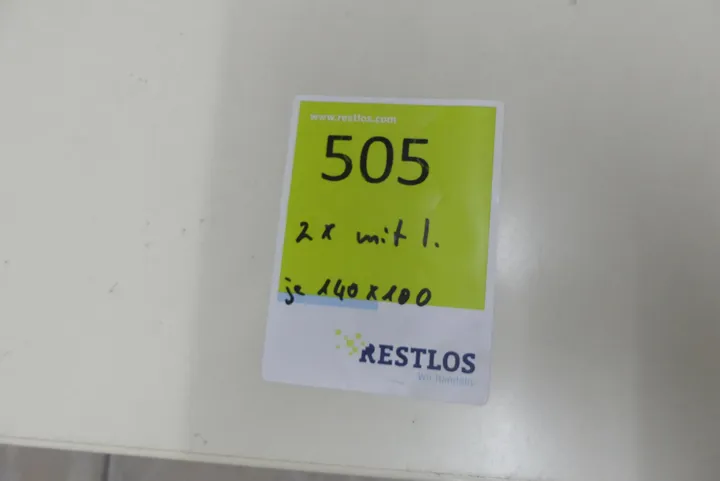 www.restlos.com
505
2x mit l.
je 140x100
RESTLOS